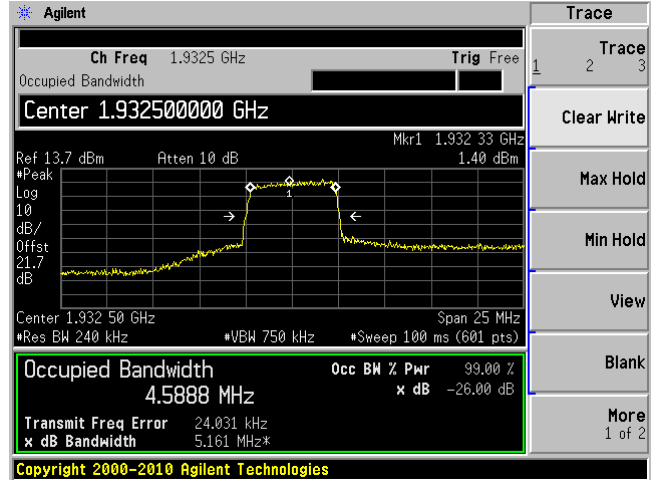 Agilent
Trace
Ch Freq 1.9325 GHz Trig Free
Occupied Bandwidth
Center 1.932500000 GHz
Mkr1 1.932 33 GHz
Ref 13.7 dBm Atten 10 dB 1.40 dBm
#Peak
Log
10
dB/
Offst
21.7
dB
1
Center 1.932 50 GHz Span 25 MHz
#Res BW 240 kHz #VBW 750 kHz #Sweep 100 ms (601 pts)
Occupied Bandwidth Occ BW % Pwr 99.00 %
4.5888 MHz x dB -26.00 dB
Transmit Freq Error 24.031 kHz
x dB Bandwidth 5.161 MHz*
Copyright 2000-2010 Agilent Technologies
Trace
1 2 3
Clear Write
Max Hold
Min Hold
View
Blank
More
1 of 2